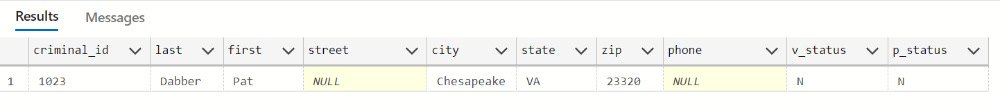 Results Messages
criminal_id last first street city state zip phone v_status p_status
1 1023 Dabber Pat NULL Chesapeake VA 23320 NULL N N